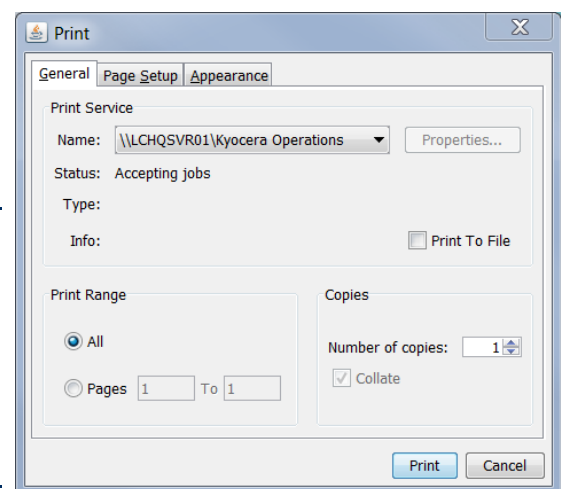 Print
General Page Setup Appearance
Print Service
Name: \\LCHQSVR01\Kyocera Operations Properties...
Status: Accepting jobs
Type:
Info: Print To File
Print Range Copies
All
Number of copies: 1
Pages 1 To 1
Collate
Print Cancel